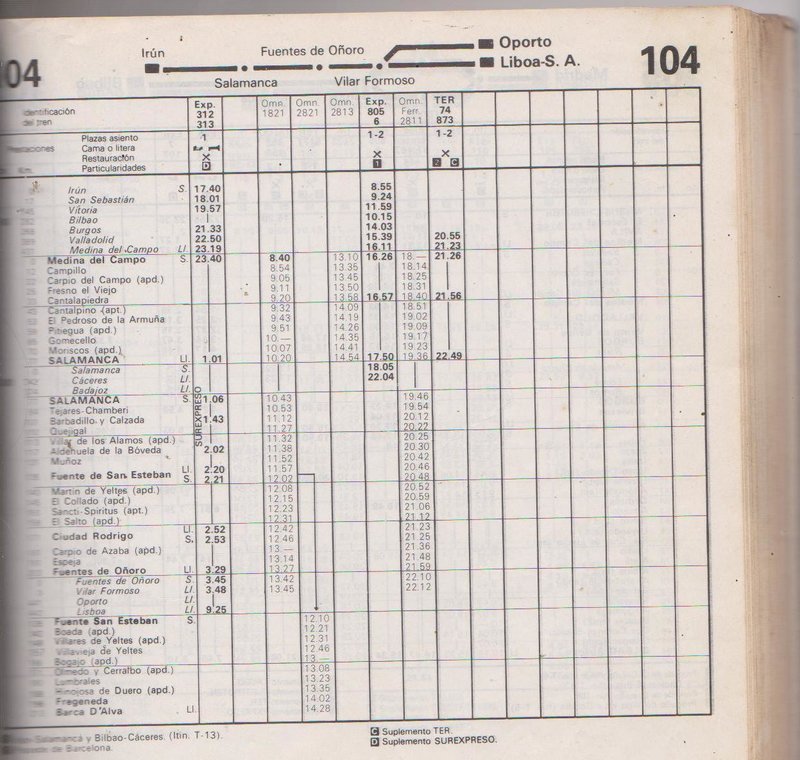 Irún Fuentes de Oñoro Oporto
Liboa-S. A.
104 104
Salamanca Vilar Formoso
identificación del tren Exp. 312 313 Omn. 1821 Omn. 2821 Omn. 2813 Exp. 805 6 Omn. Ferr. 2811 TER 74 873
Plazas asiento 1 1-2 1-2
Cama o litera
Restauración
Particularidades D 1 2 C
Irún S. 17.40 8.55
San Sebastián 18.01 9.24
Vitoria 19.57 11.59
Bilbao | 10.15
Burgos 21.33 14.03
Valladolid 22.50 15.39 20.55
Medina del Campo Ll. 23.19 16.11 21.23
Medina del Campo S. 23.40 8.40 13.10 16.26 18.— 21.26
Campillo 8.54 13.35 18.14
Carpio del Campo (apd.) 9.05 13.45 18.25
Fresno el Viejo 9.11 13.50 18.31
Cantalapiedra 9.20 13.58 16.57 18.40 21.56
Cantalpino (apt.) 9.32 14.09 18.51
El Pedroso de la Armuña 9.43 14.19 19.02
Pitiegua (apd.) 9.51 14.26 19.09
Gomecello 10.— 14.35 19.17
Moriscos (apd.) 10.07 14.41 19.23
SALAMANCA Ll. 1.01 10.20 14.54 17.50 19.36 22.49
Salamanca S. 18.05
Cáceres Ll. 22.04
Badajoz Ll.
SUREXPRESO
SALAMANCA S. 1.06 10.43 19.46
Tejares-Chamberi 10.53 19.54
Barbadillo y Calzada 1.43 11.12 20.12
Quejigal 11.27 20.22
Villar de los Alamos (apd.) 11.32 20.25
Aldehuela de la Bóveda 2.02 11.38 20.30
Muñoz 11.52 20.42
Fuente de San Esteban Ll. 2.20 11.57 20.46
S. 2.21 12.02 20.48
Martin de Yeltes (apd.) 12.08 20.52
El Collado (apd.) 12.15 20.59
Sancti-Spiritus (apt.) 12.23 21.06
El Salto (apd.) 12.31 21.12
Ciudad Rodrigo Ll. 2.52 12.42 21.23
S. 2.53 12.46 21.25
Carpio de Azaba (apd.) 13.— 21.36
Espeja 13.14 21.48
Fuentes de Oñoro Ll. 3.29 13.27 21.59
Fuentes de Oñoro S. 3.45 13.42 22.10
Vilar Formoso Ll. 3.48 13.45 22.12
Oporto Ll.
Lisboa Ll. 9.25
Fuente San Esteban S. 12.10
Boada (apd.) 12.21
Villares de Yeltes (apd.) 12.31
Villavieja de Yeltes 12.46
Bogajo (apd.) 13.—
Olmedo y Cerralbo (apd.) 13.08
Lumbrales 13.23
Hinojosa de Duero (apd.) 13.35
Fregeneda 14.02
Barca D'Alva Ll. 14.28
Salamanca y Bilbao-Cáceres. (Itin. T-13).
de Barcelona.
C Suplemento TER.
D Suplemento SUREXPRESO.